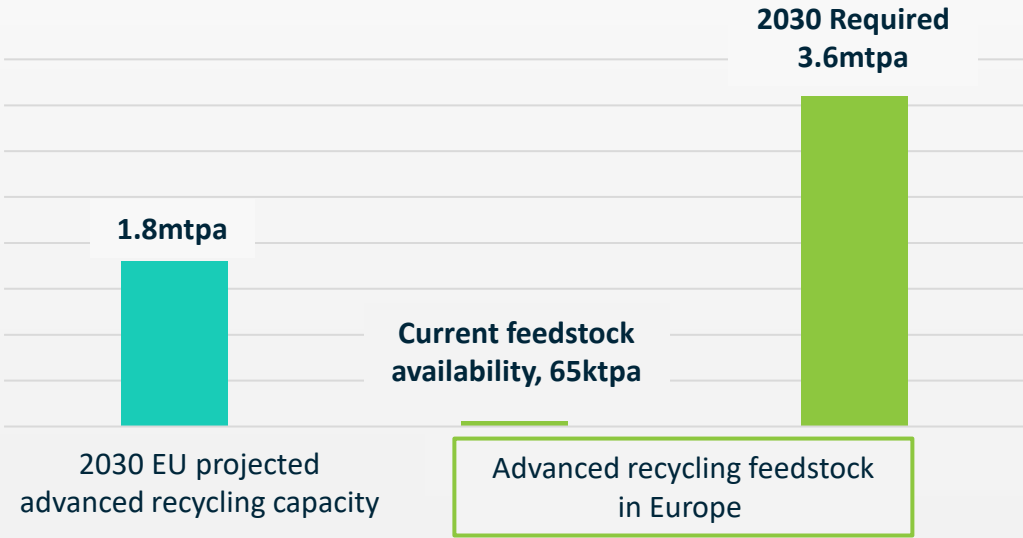 2030 Required
3.6mtpa
1.8mtpa
Current feedstock
availability, 65ktpa
2030 EU projected
advanced recycling capacity
Advanced recycling feedstock
in Europe